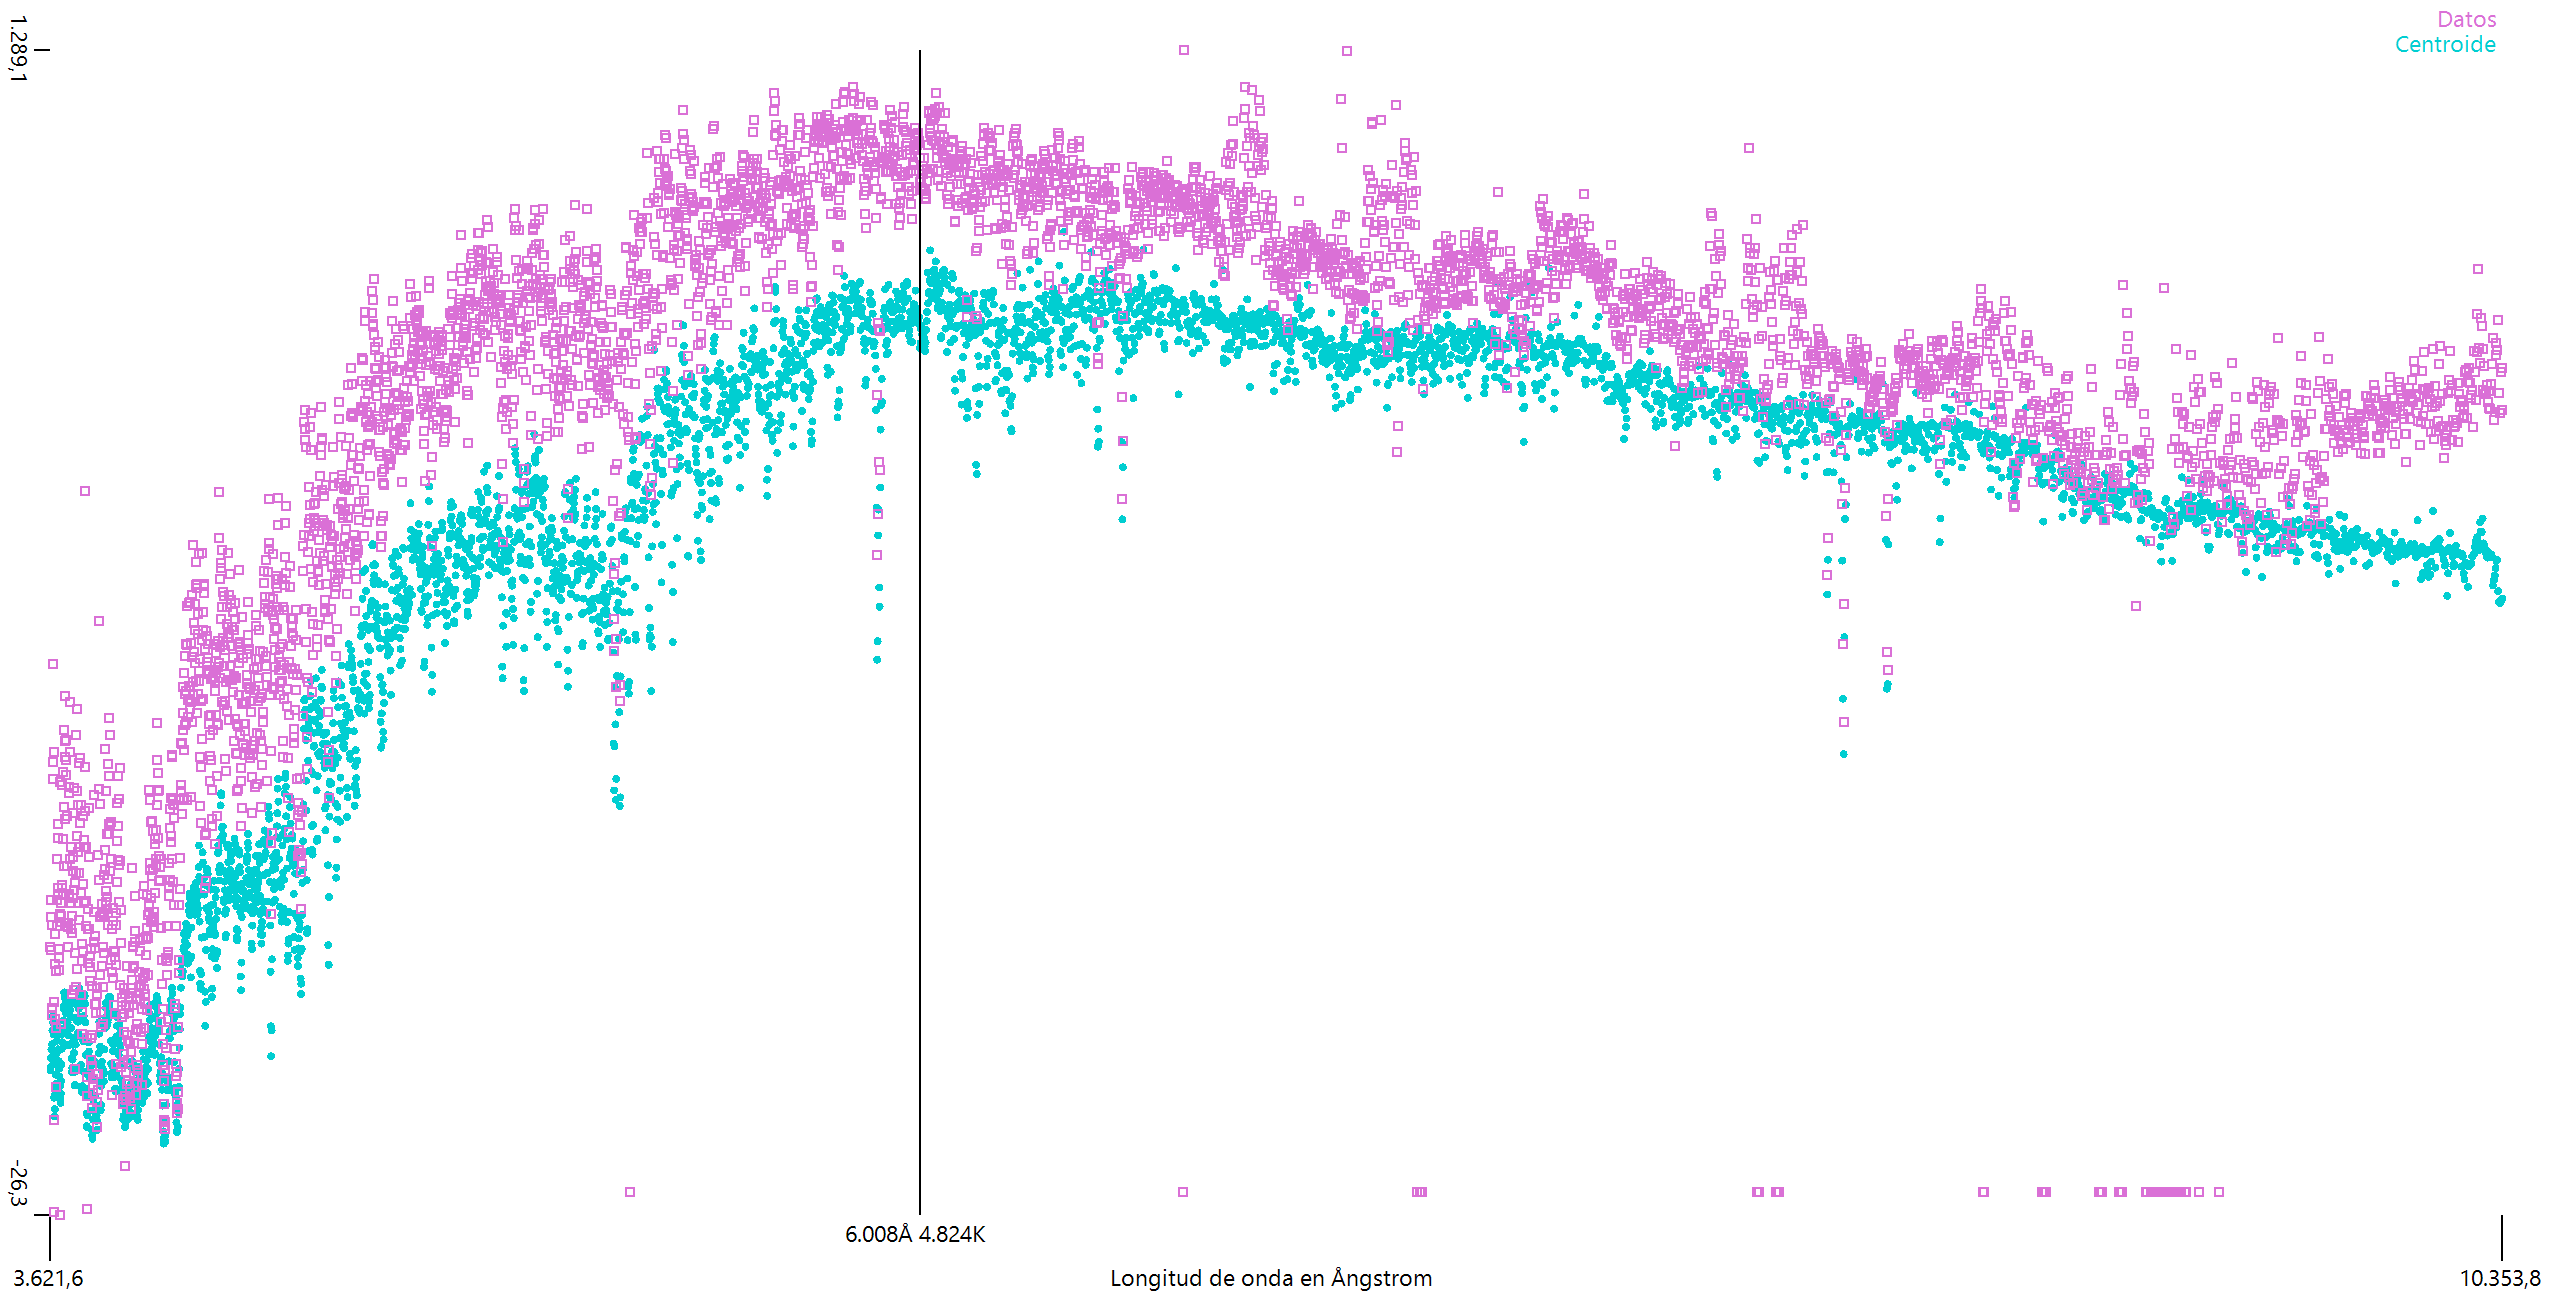 Datos
Centroide
1.289,1
-26,3
6.008Å 4.824K
3.621,6
Longitud de onda en Ångstrom
10.353,8